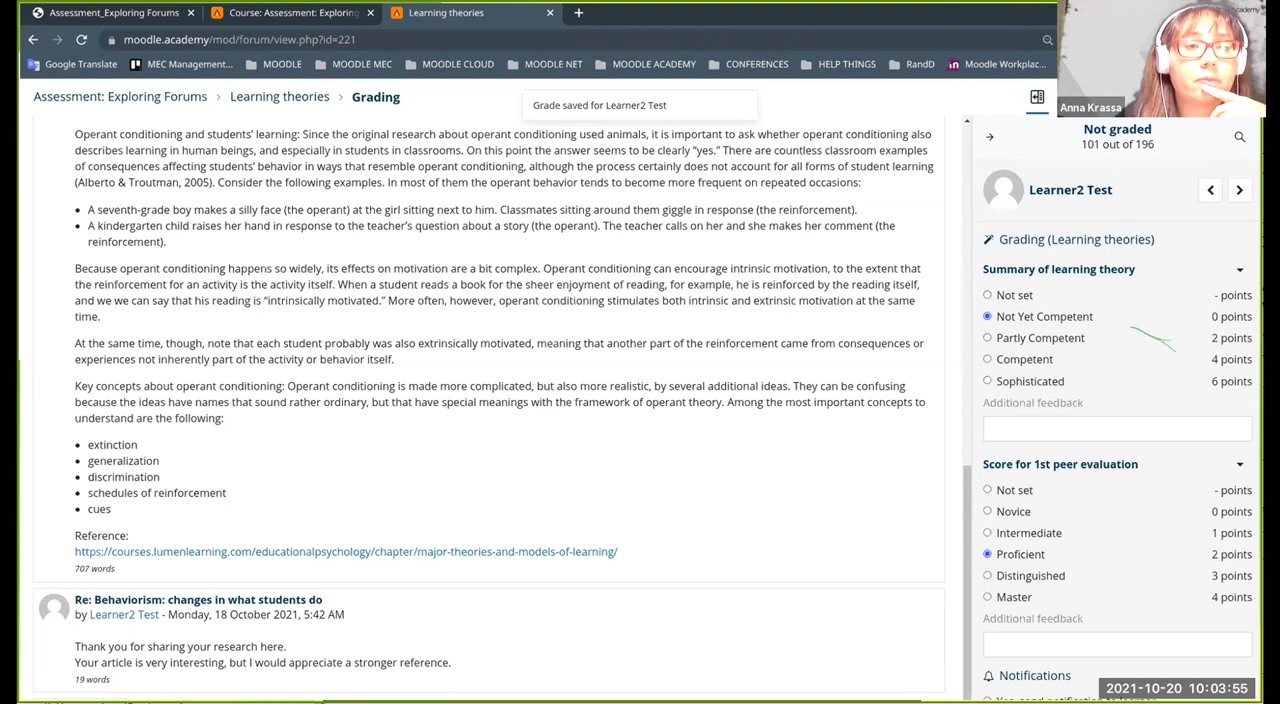 Assessment_Exploring Forums
Course: Assessment: Exploring
Learning theories
moodle.academy/mod/forum/view.php?id=221
Google Translate
MEC Management...
MOODLE
MOODLE MEC
MOODLE CLOUD
MOODLE NET
MOODLE ACADEMY
CONFERENCES
HELP THINGS
RandD
Moodle Workplac...
Anna Krassa
Assessment: Exploring Forums
Learning theories
Grading
Grade saved for Learner2 Test
Operant conditioning and students' learning: Since the original research about operant conditioning used animals, it is important to ask whether operant conditioning also
describes learning in human beings, and especially in students in classrooms. On this point the answer seems to be clearly "yes." There are countless classroom examples
of consequences affecting students' behavior in ways that resemble operant conditioning, although the process certainly does not account for all forms of student learning
(Alberto & Troutman, 2005). Consider the following examples. In most of them the operant behavior tends to become more frequent on repeated occasions:
• A seventh-grade boy makes a silly face (the operant) at the girl sitting next to him. Classmates sitting around them giggle in response (the reinforcement).
• A kindergarten child raises her hand in response to the teacher's question about a story (the operant). The teacher calls on her and she makes her comment (the
reinforcement).
Because operant conditioning happens so widely, its effects on motivation are a bit complex. Operant conditioning can encourage intrinsic motivation, to the extent that
the reinforcement for an activity is the activity itself. When a student reads a book for the sheer enjoyment of reading, for example, he is reinforced by the reading itself,
and we we can say that his reading is "intrinsically motivated." More often, however, operant conditioning stimulates both intrinsic and extrinsic motivation at the same
time.
At the same time, though, note that each student probably was also extrinsically motivated, meaning that another part of the reinforcement came from consequences or
experiences not inherently part of the activity or behavior itself.
Key concepts about operant conditioning: Operant conditioning is made more complicated, but also more realistic, by several additional ideas. They can be confusing
because the ideas have names that sound rather ordinary, but that have special meanings with the framework of operant theory. Among the most important concepts to
understand are the following:
• extinction
• generalization
• discrimination
• schedules of reinforcement
• cues
Reference:
https://courses.lumenlearning.com/educationalpsychology/chapter/major-theories-and-models-of-learning/
707 words
Re: Behaviorism: changes in what students do
by Learner2 Test - Monday, 18 October 2021, 5:42 AM
Thank you for sharing your research here.
Your article is very interesting, but I would appreciate a stronger reference.
19 words
Not graded
101 out of 196
Learner2 Test
Grading (Learning theories)
Summary of learning theory
Not set - points
Not Yet Competent 0 points
Partly Competent 2 points
Competent 4 points
Sophisticated 6 points
Additional feedback
Score for 1st peer evaluation
Not set - points
Novice 0 points
Intermediate 1 points
Proficient 2 points
Distinguished 3 points
Master 4 points
Additional feedback
Notifications
2021-10-20 10:03:55